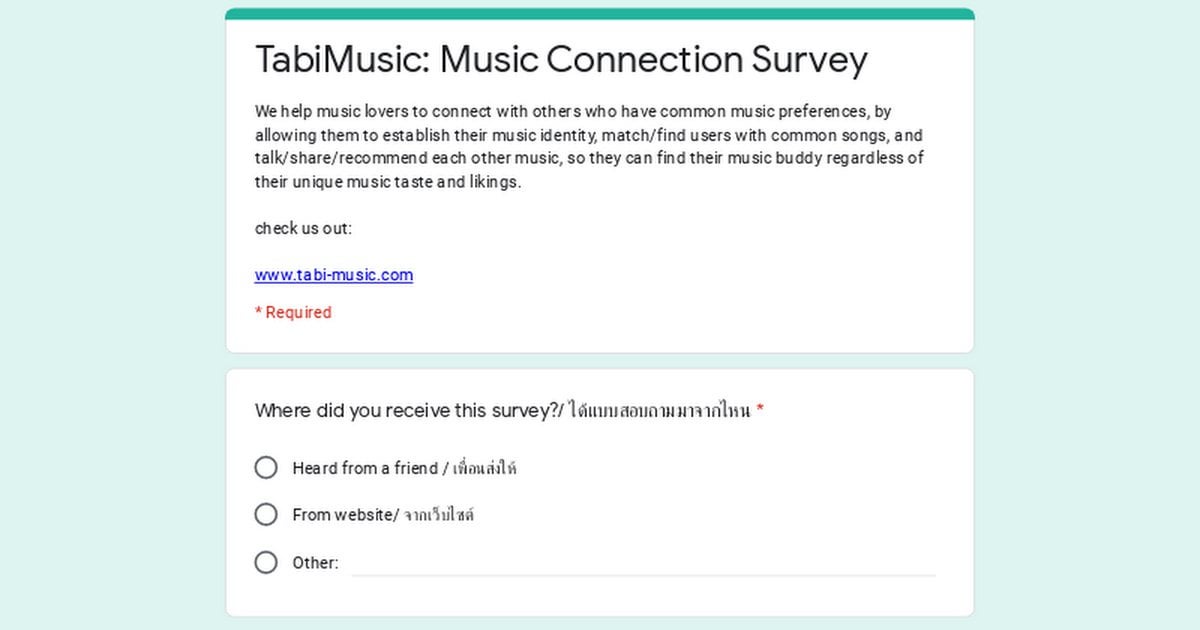 TabiMusic: Music Connection Survey
We help music lovers to connect with others who have common music preferences, by
allowing them to establish their music identity, match/find users with common songs, and
talk/share/recommend each other music, so they can find their music buddy regardless of
their unique music taste and likings.
check us out:
www.tabi-music.com
* Required
Where did you receive this survey?/ ได้แบบสอบถามมาจากไหน *
Heard from a friend / เพื่อนส่งให้
From website/ จากเว็บไซต์
Other: